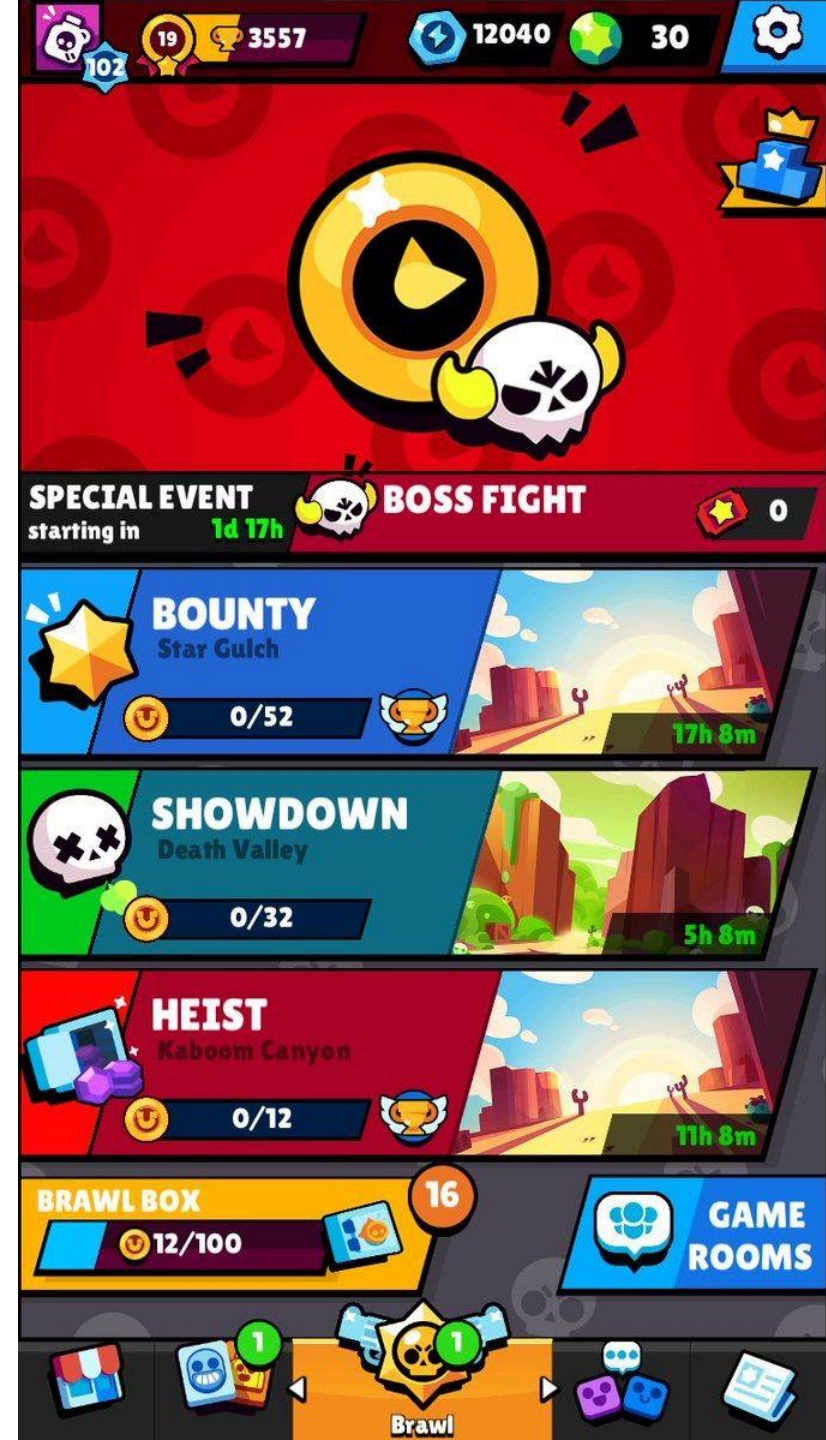 102
19
3557
12040
30
SPECIAL EVENT
starting in 1d 17h
BOSS FIGHT
0
BOUNTY
Star Gulch
0/52
17h 8m
SHOWDOWN
Death Valley
0/32
5h 8m
HEIST
Kaboom Canyon
0/12
11h 8m
BRAWL BOX
16
12/100
GAME
ROOMS
1
1
Brawl